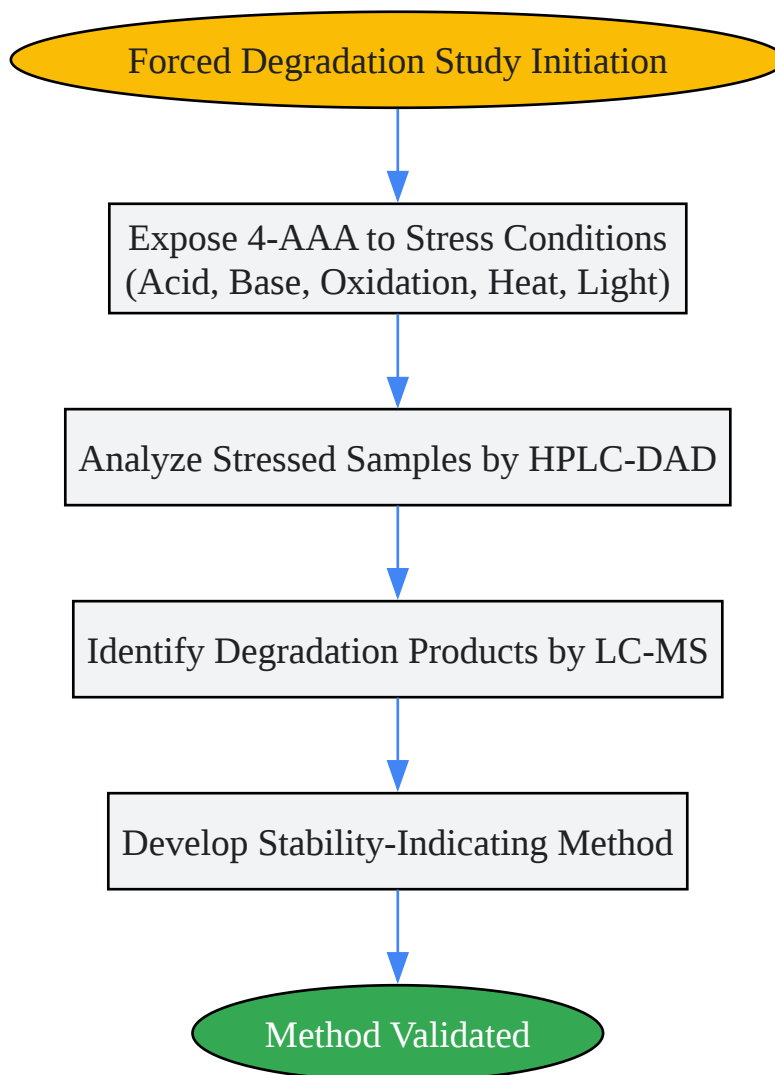 Forced Degradation Study Initiation
Expose 4-AAA to Stress Conditions
(Acid, Base, Oxidation, Heat, Light)
Analyze Stressed Samples by HPLC-DAD
Identify Degradation Products by LC-MS
Develop Stability-Indicating Method
Method Validated